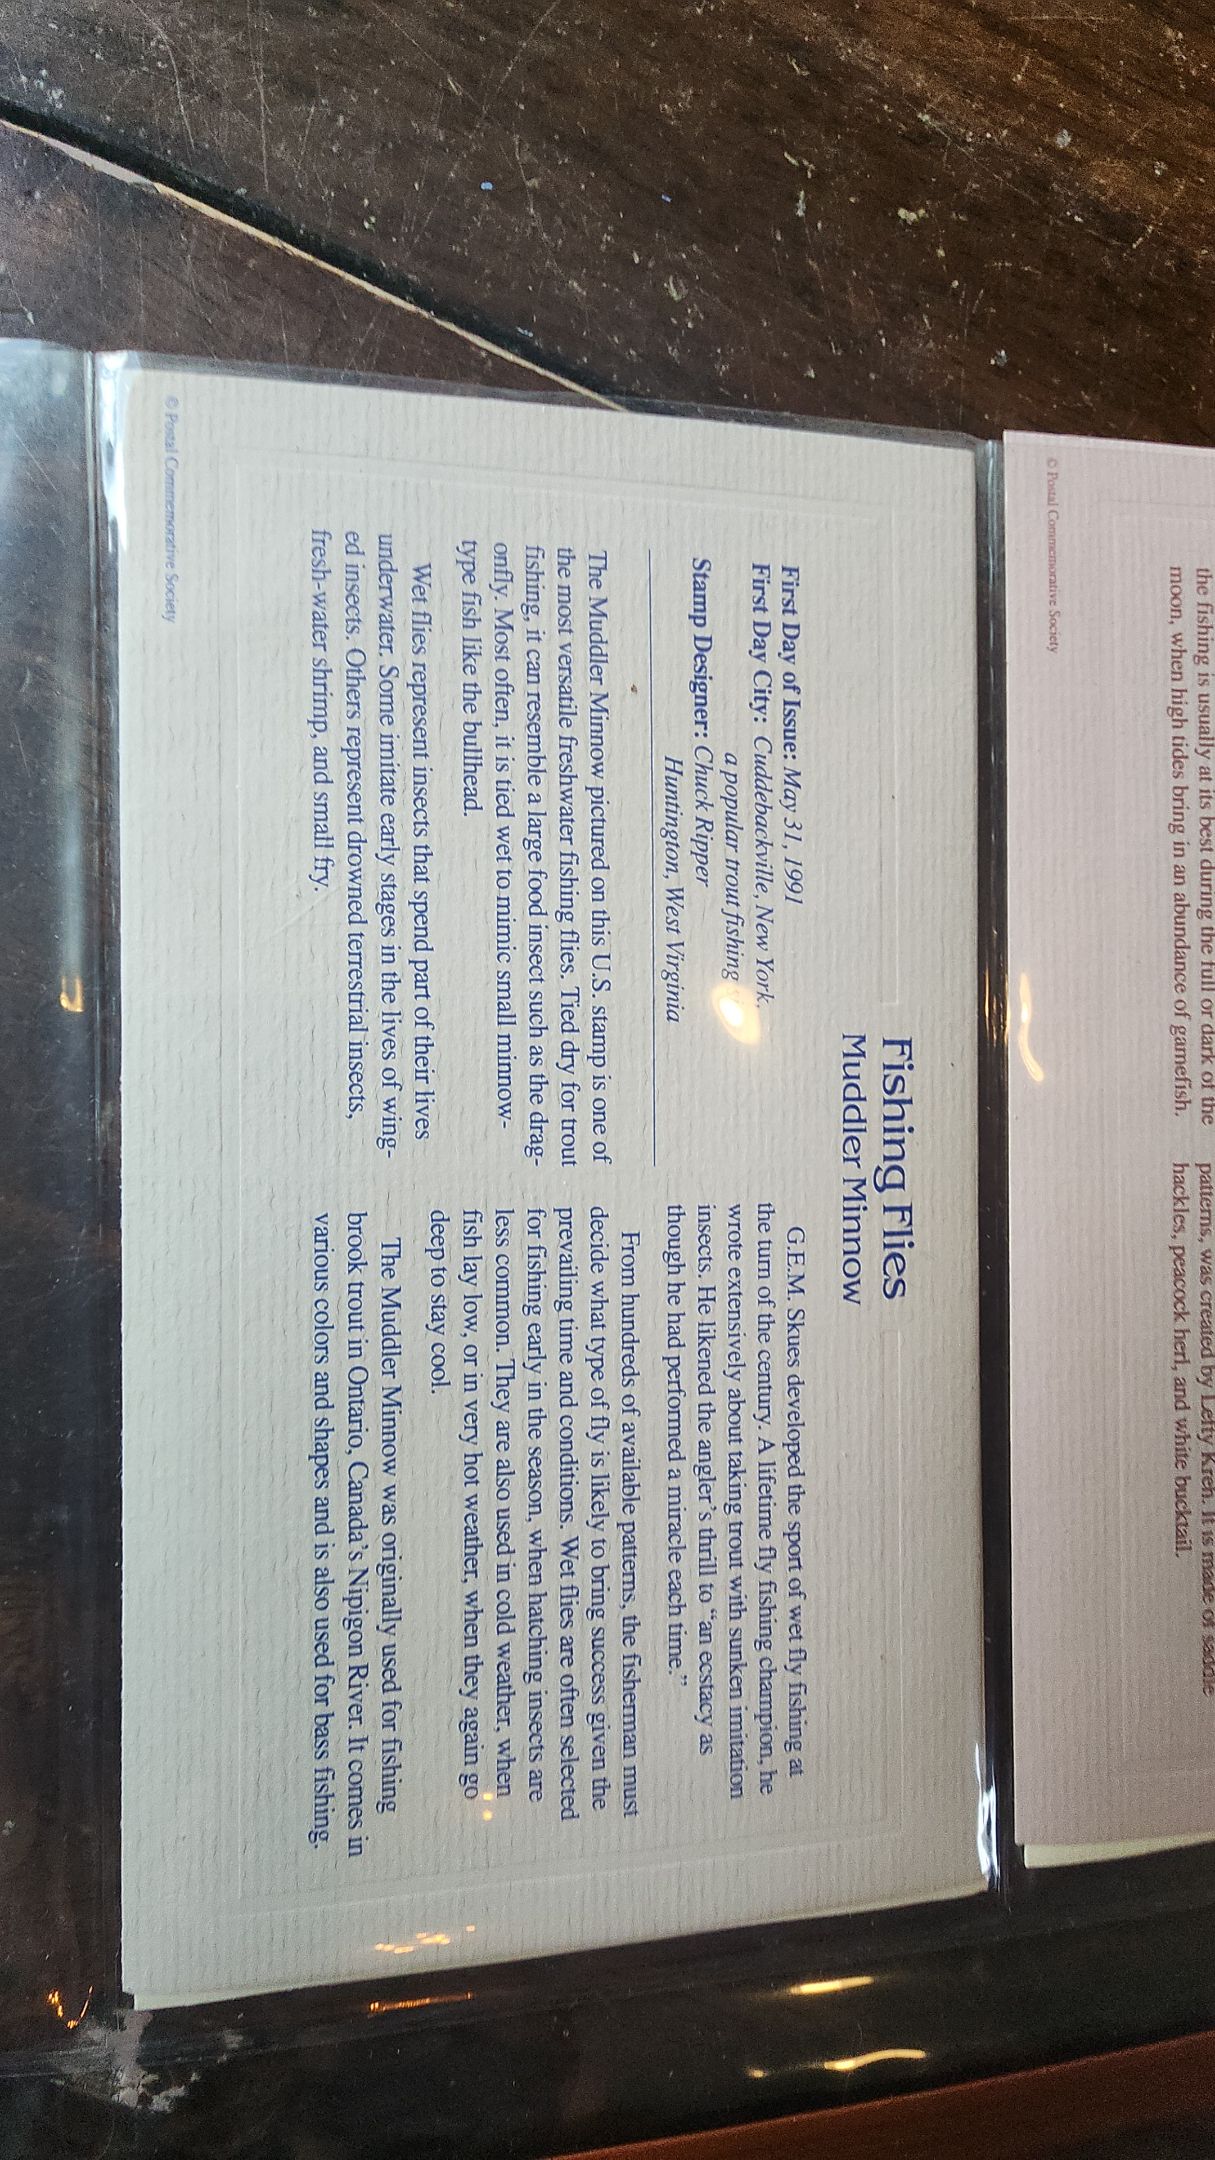 Fishing Flies
Muddler Minnow
First Day of Issue: May 31, 1991
First Day City: Cuddebackville, New York,
a popular trout fishing
Stamp Designer: Chuck Ripper
Huntington, West Virginia
The Muddler Minnow pictured on this U.S. stamp is one of
the most versatile freshwater fishing flies. Tied dry for trout
fishing, it can resemble a large food insect such as the drag-
onfly. Most often, it is tied wet to mimic small minnow-
type fish like the bullhead.
Wet flies represent insects that spend part of their lives
underwater. Some imitate early stages in the lives of wing-
ed insects. Others represent drowned terrestrial insects,
fresh-water shrimp, and small fry.
G.E.M. Skues developed the sport of wet fly fishing at
the turn of the century. A lifetime fly fishing champion, he
wrote extensively about taking trout with sunken imitation
insects. He likened the angler's thrill to “an ecstacy as
though he had performed a miracle each time.”
From hundreds of available patterns, the fisherman must
decide what type of fly is likely to bring success given the
prevailing time and conditions. Wet flies are often selected
for fishing early in the season, when hatching insects are
less common. They are also used in cold weather, when
fish lay low, or in very hot weather, when they again go
deep to stay cool.
The Muddler Minnow was originally used for fishing
brook trout in Ontario, Canada's Nipigon River. It comes in
various colors and shapes and is also used for bass fishing.
© Postal Commemorative Society
the fishing is usually at its best during the full or dark of the
moon, when high tides bring in an abundance of gamefish.
patterns, was created by Lefty Kreh. It is made of saddle
hackles, peacock herl, and white bucktail.
© Postal Commemorative Society